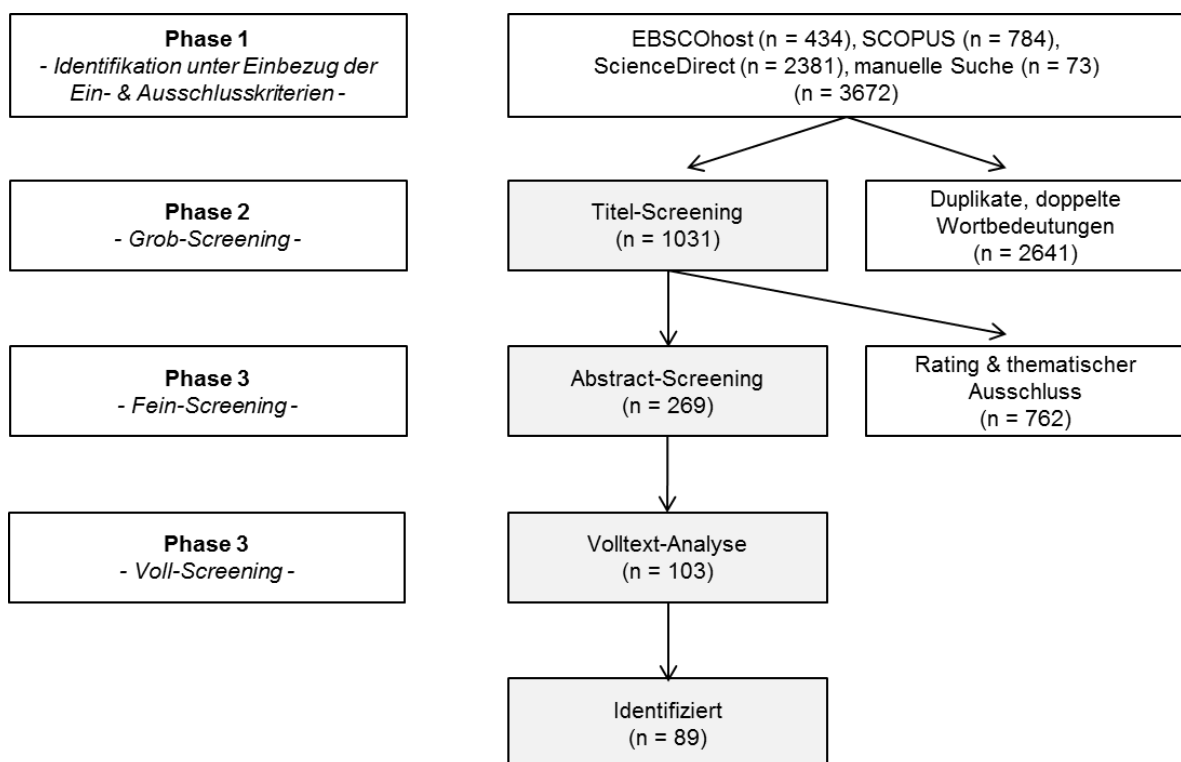 Phase 1
- Identifikation unter Einbezug der
Ein- & Ausschlusskriterien -
EBSCOhost (n = 434), SCOPUS (n = 784),
ScienceDirect (n = 2381), manuelle Suche (n = 73)
(n = 3672)
Phase 2
- Grob-Screening -
Titel-Screening
(n = 1031)
Duplikate, doppelte
Wortbedeutungen
(n = 2641)
Phase 3
- Fein-Screening -
Abstract-Screening
(n = 269)
Rating & thematischer
Ausschluss
(n = 762)
Phase 3
- Voll-Screening -
Volltext-Analyse
(n = 103)
Identifiziert
(n = 89)